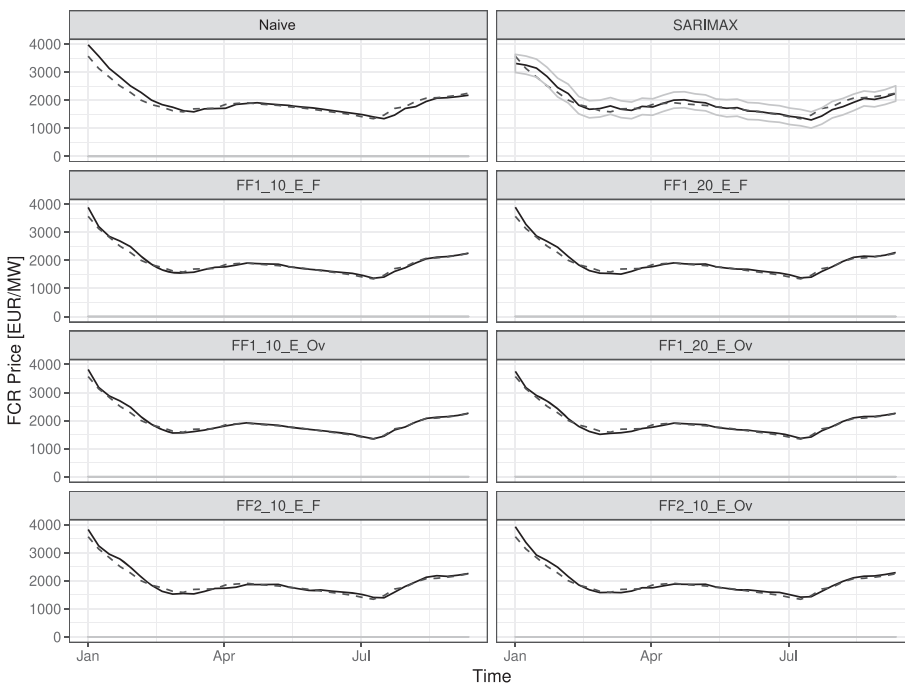 Naive
SARIMAX
4000
3000
2000
1000
0
FF1_10_E_F
FF1_20_E_F
4000
3000
2000
1000
0
FF1_10_E_Ov
FF1_20_E_Ov
4000
3000
2000
1000
0
FF2_10_E_F
FF2_10_E_Ov
4000
3000
2000
1000
0
FCR Price [EUR/MW]
Jan Apr Jul Jan Apr Jul
Time